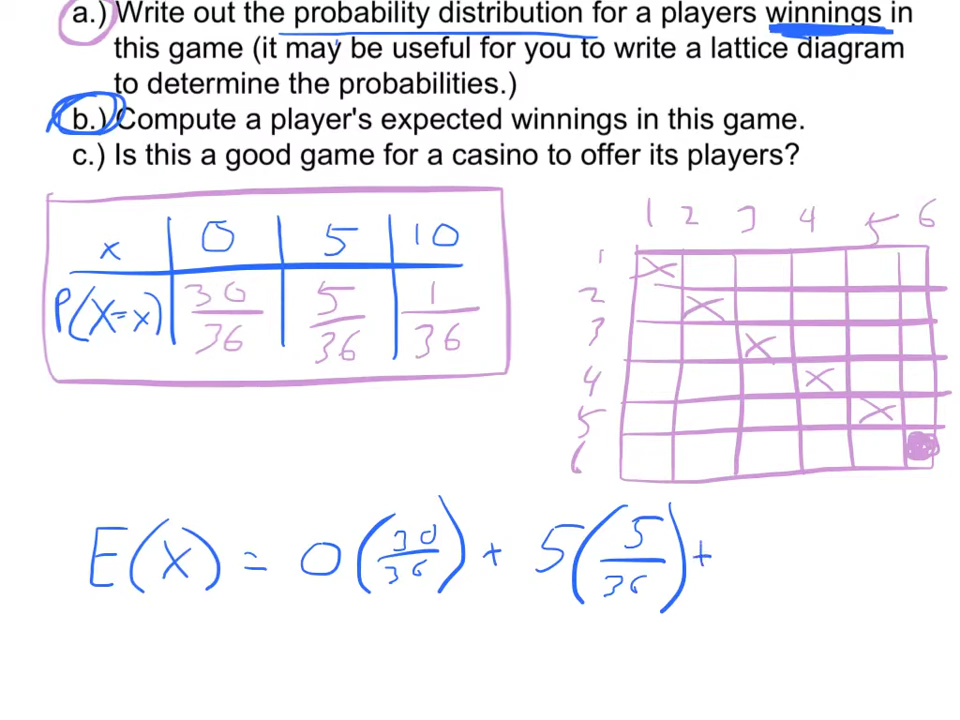 a.) Write out the probability distribution for a players winnings in
this game (it may be useful for you to write a lattice diagram
to determine the probabilities.)
b.) Compute a player's expected winnings in this game.
c.) Is this a good game for a casino to offer its players?
x 0 5 10
P(X=x) 30/36 5/36 1/36
1 2 3 4 5 6
1
2
3
4
5
6
E(X) = 0(30/36) + 5(5/36) +